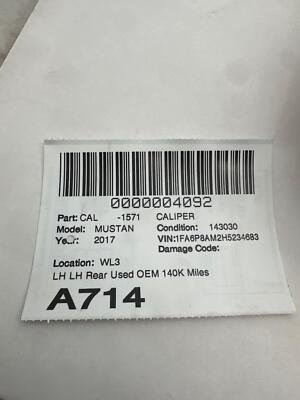 0000004092
Part: CAL -1571 CALIPER
Model: MUSTAN Condition: 143030
Year: 2017 VIN:1FA6P8AM2H5234683
Damage Code:
Location: WL3
LH LH Rear Used OEM 140K Miles
A714